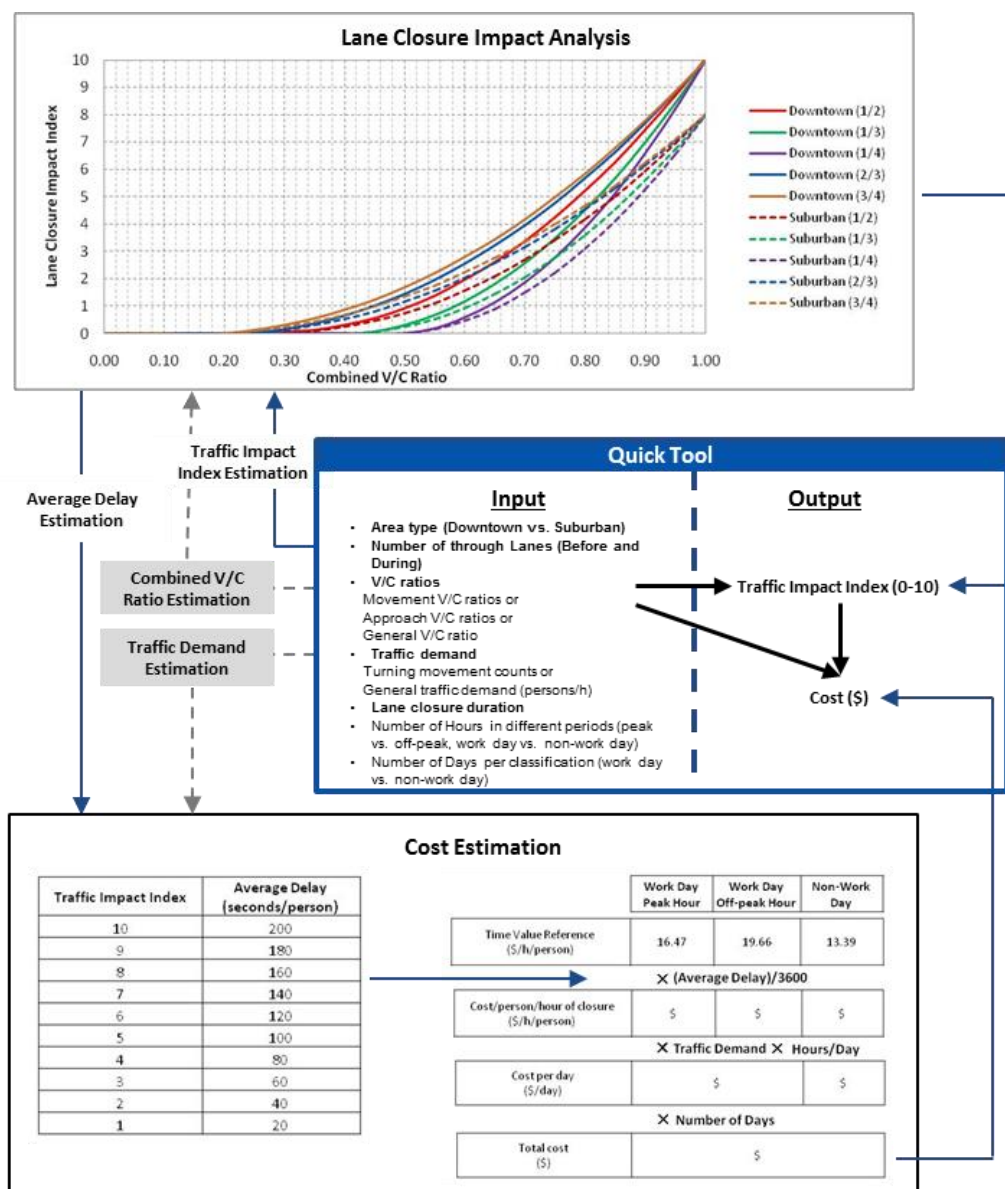 Lane Closure Impact Analysis
Lane Closure Impact Index
10
9
8
7
6
5
4
3
2
1
0
0.00 0.10 0.20 0.30 0.40 0.50 0.60 0.70 0.80 0.90 1.00
Combined V/C Ratio
Downtown (1/2)
Downtown (1/3)
Downtown (1/4)
Downtown (2/3)
Downtown (3/4)
Suburban (1/2)
Suburban (1/3)
Suburban (1/4)
Suburban (2/3)
Suburban (3/4)
Traffic Impact
Index Estimation
Average Delay
Estimation
Combined V/C
Ratio Estimation
Traffic Demand
Estimation
Quick Tool
Input
• Area type (Downtown vs. Suburban)
• Number of through Lanes (Before and
During)
• V/C ratios
Movement V/C ratios or
Approach V/C ratios or
General V/C ratio
• Traffic demand
Turning movement counts or
General traffic demand (persons/h)
• Lane closure duration
• Number of Hours in different periods (peak
vs. off-peak, work day vs. non-work day)
• Number of Days per classification (work day
vs. non-work day)
Output
Traffic Impact Index (0-10)
Cost ($)
Cost Estimation
Traffic Impact Index Average Delay
(seconds/person)
10 200
9 180
8 160
7 140
6 120
5 100
4 80
3 60
2 40
1 20
Work Day
Peak Hour
Work Day
Off-peak Hour
Non-Work
Day
Time Value Reference
($/h/person)
16.47 19.66 13.39
× (Average Delay)/3600
Cost/person/hour of closure
($/h/person)
$ $ $
× Traffic Demand × Hours/Day
Cost per day
($/day)
$ $
× Number of Days
Total cost
($)
$